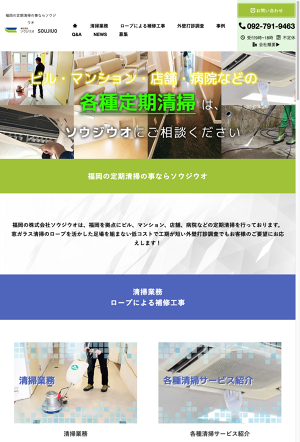 福岡の定期清掃の事ならソウジウオ
株式会社
ソウジウオ SOUJIUO
お問い合わせ
092-791-9463
受付/9時~18時 不定休
会社概要▶
清掃業務 ロープによる補修工事 外壁打診調査 事例
Q&A NEWS 募集
ビル・マンション・店舗・病院などの
各種定期清掃は、
ソウジウオにご相談ください
福岡の定期清掃の事ならソウジウオ
福岡の株式会社ソウジウオは、福岡を拠点にビル、マンション、店舗、病院などの定期清掃を行っております。
窓ガラス清掃のロープを活かした足場を組まない低コストで工期が短い外壁打診調査でもお客様のご要望にお応
えします！
清掃業務
ロープによる補修工事
清掃業務
各種清掃サービス紹介
清掃業務
各種清掃サービス紹介